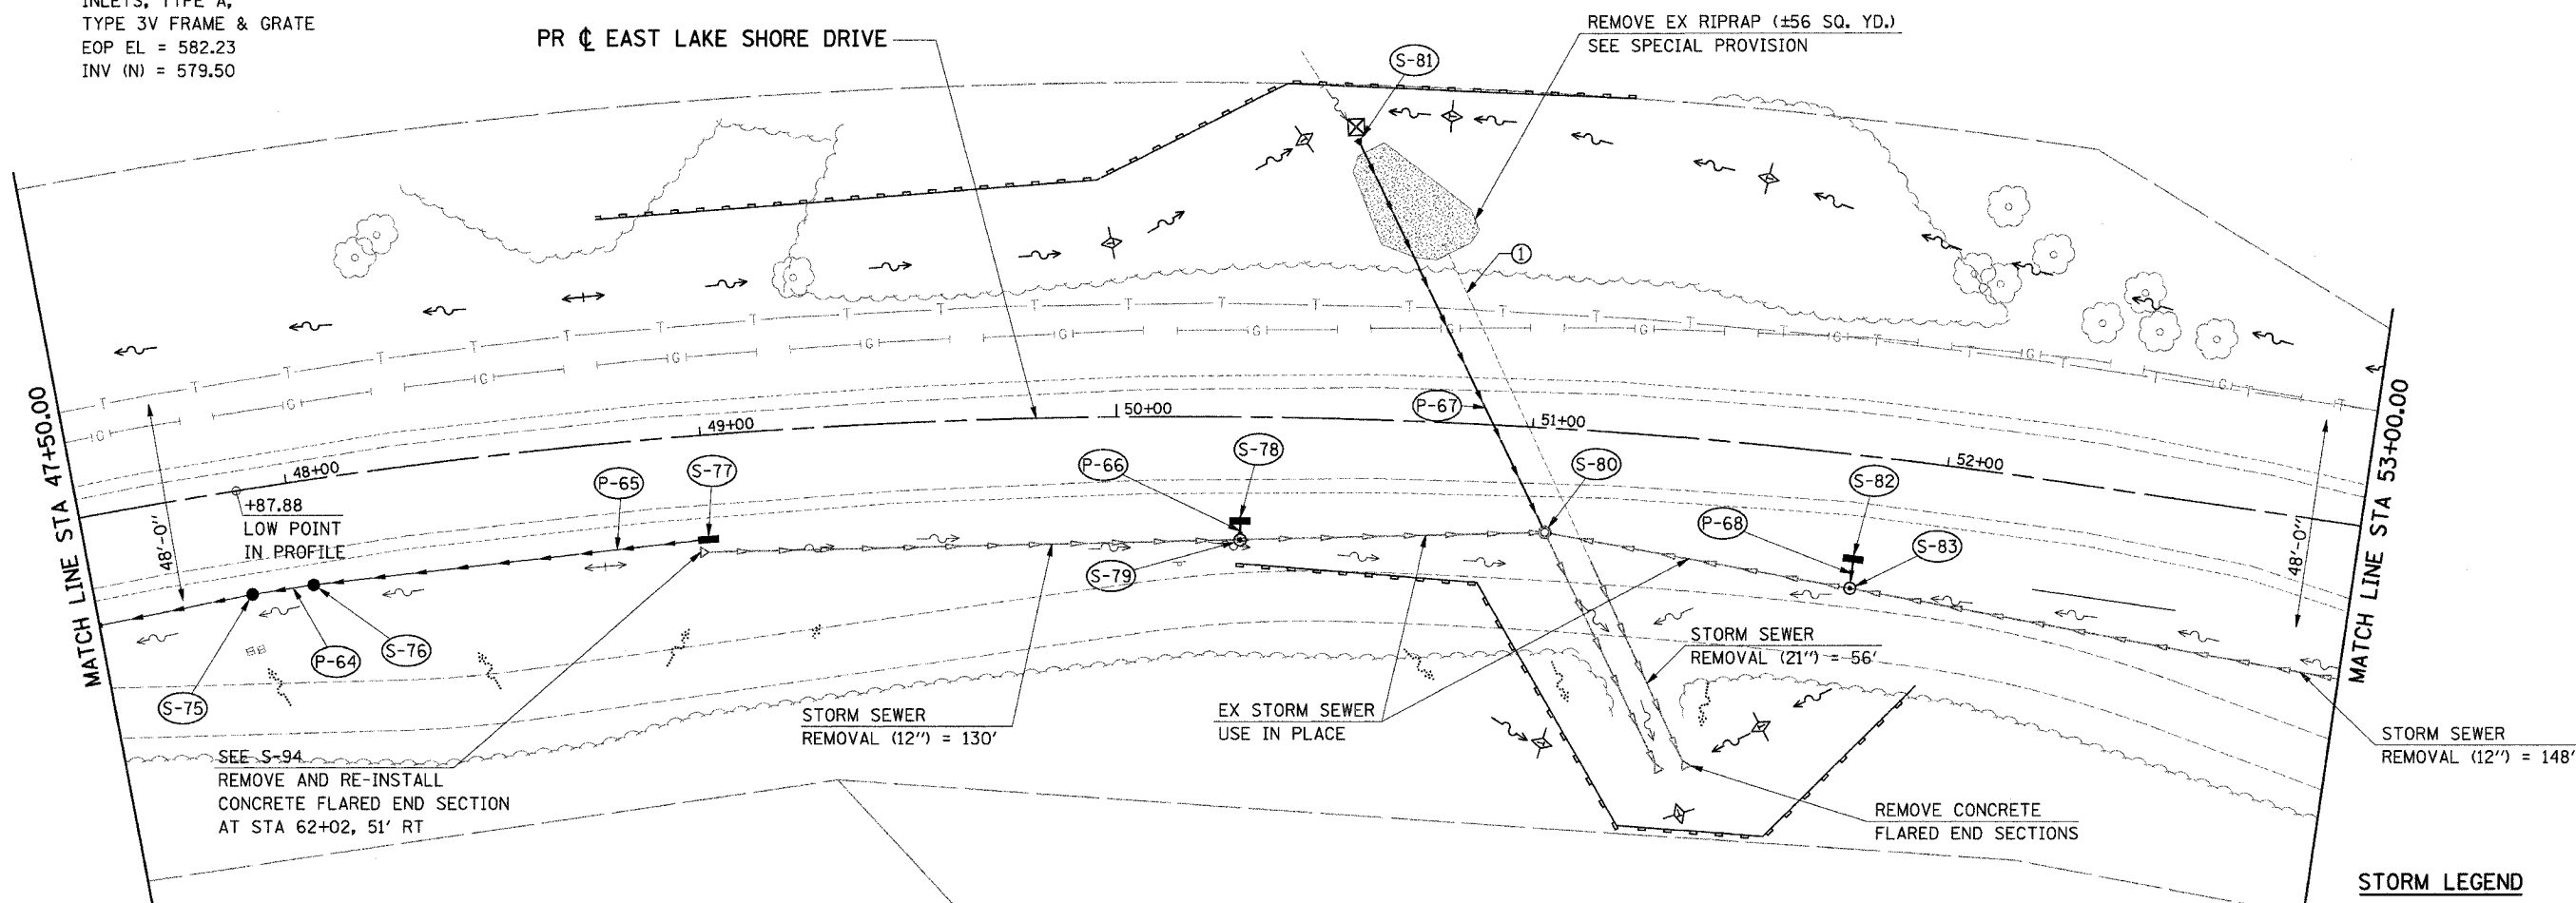 INLETS, TYPE A,
TYPE 3V FRAME & GRATE
EOP EL = 582.23
INV (N) = 579.50
PR ℄ EAST LAKE SHORE DRIVE
REMOVE EX RIPRAP (±56 SQ. YD.)
SEE SPECIAL PROVISION
S-81
1
MATCH LINE STA 47+50.00
48'-0"
+87.88
LOW POINT
IN PROFILE
48+00
49+00
50+00
51+00
52+00
T T T T T T T T T T T T T T T T T T T T T T T T T
G G G G G G G G G G G G
P-65
S-77
P-66
S-78
P-67
S-80
P-68
S-82
S-83
S-79
S-75
P-64
S-76
48'-0"
MATCH LINE STA 53+00.00
SEE S-94
REMOVE AND RE-INSTALL
CONCRETE FLARED END SECTION
AT STA 62+02, 51' RT
STORM SEWER
REMOVAL (12") = 130'
EX STORM SEWER
USE IN PLACE
STORM SEWER
REMOVAL (21") = 56'
REMOVE CONCRETE
FLARED END SECTIONS
STORM SEWER
REMOVAL (12") = 148'
STORM LEGEND